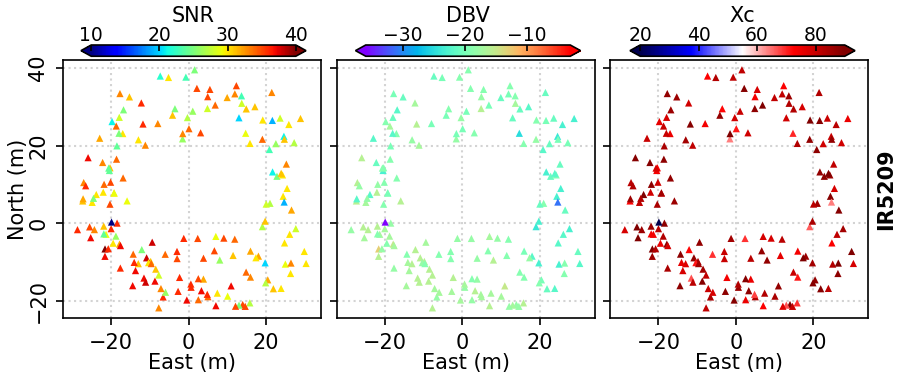 SNR DBV Xc
10 20 30 40 −30 −20 −10 20 40 60 80
40
20
0
−20
North (m)
IR5209
−20 0 20 −20 0 20 −20 0 20
East (m) East (m) East (m)